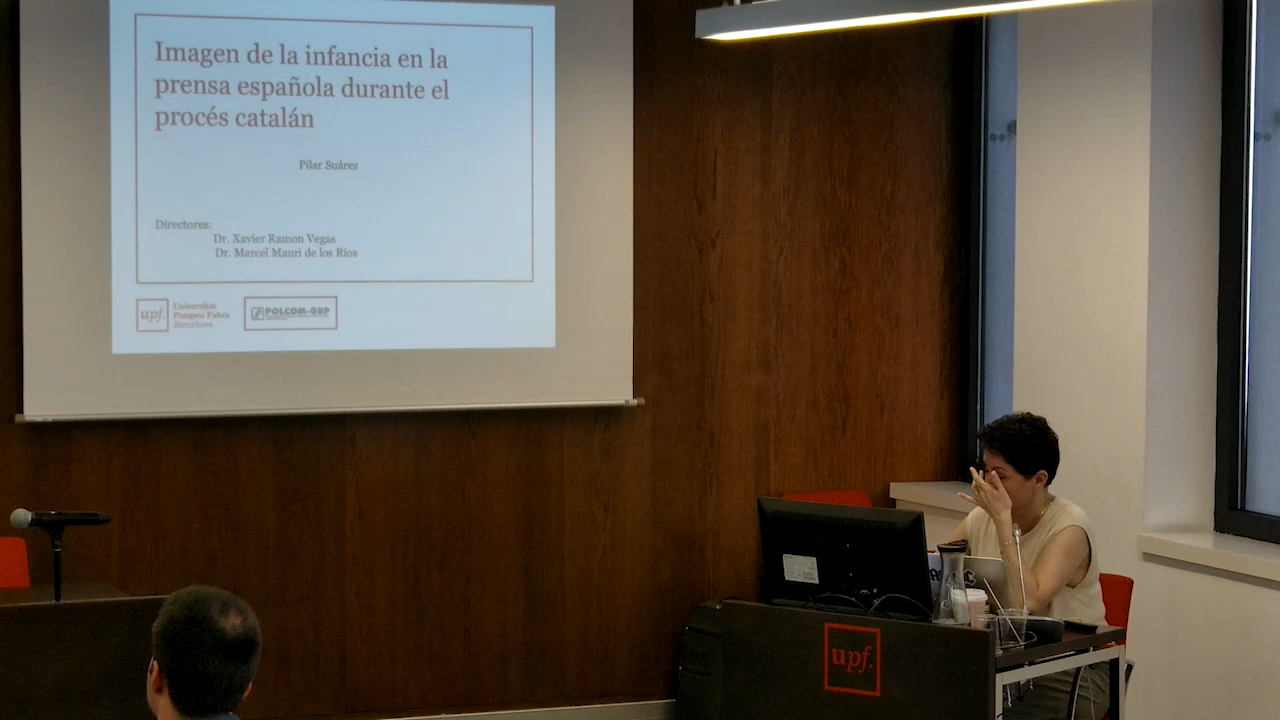 Imagen de la infancia en la
prensa española durante el
procés catalán
Pilar Suárez
Directores:
Dr. Xavier Ramon Vegas
Dr. Marcel Mauri de los Rios
upf.
Universitat
Pompeu Fabra
Barcelona
POLCOM-GRP
upf.